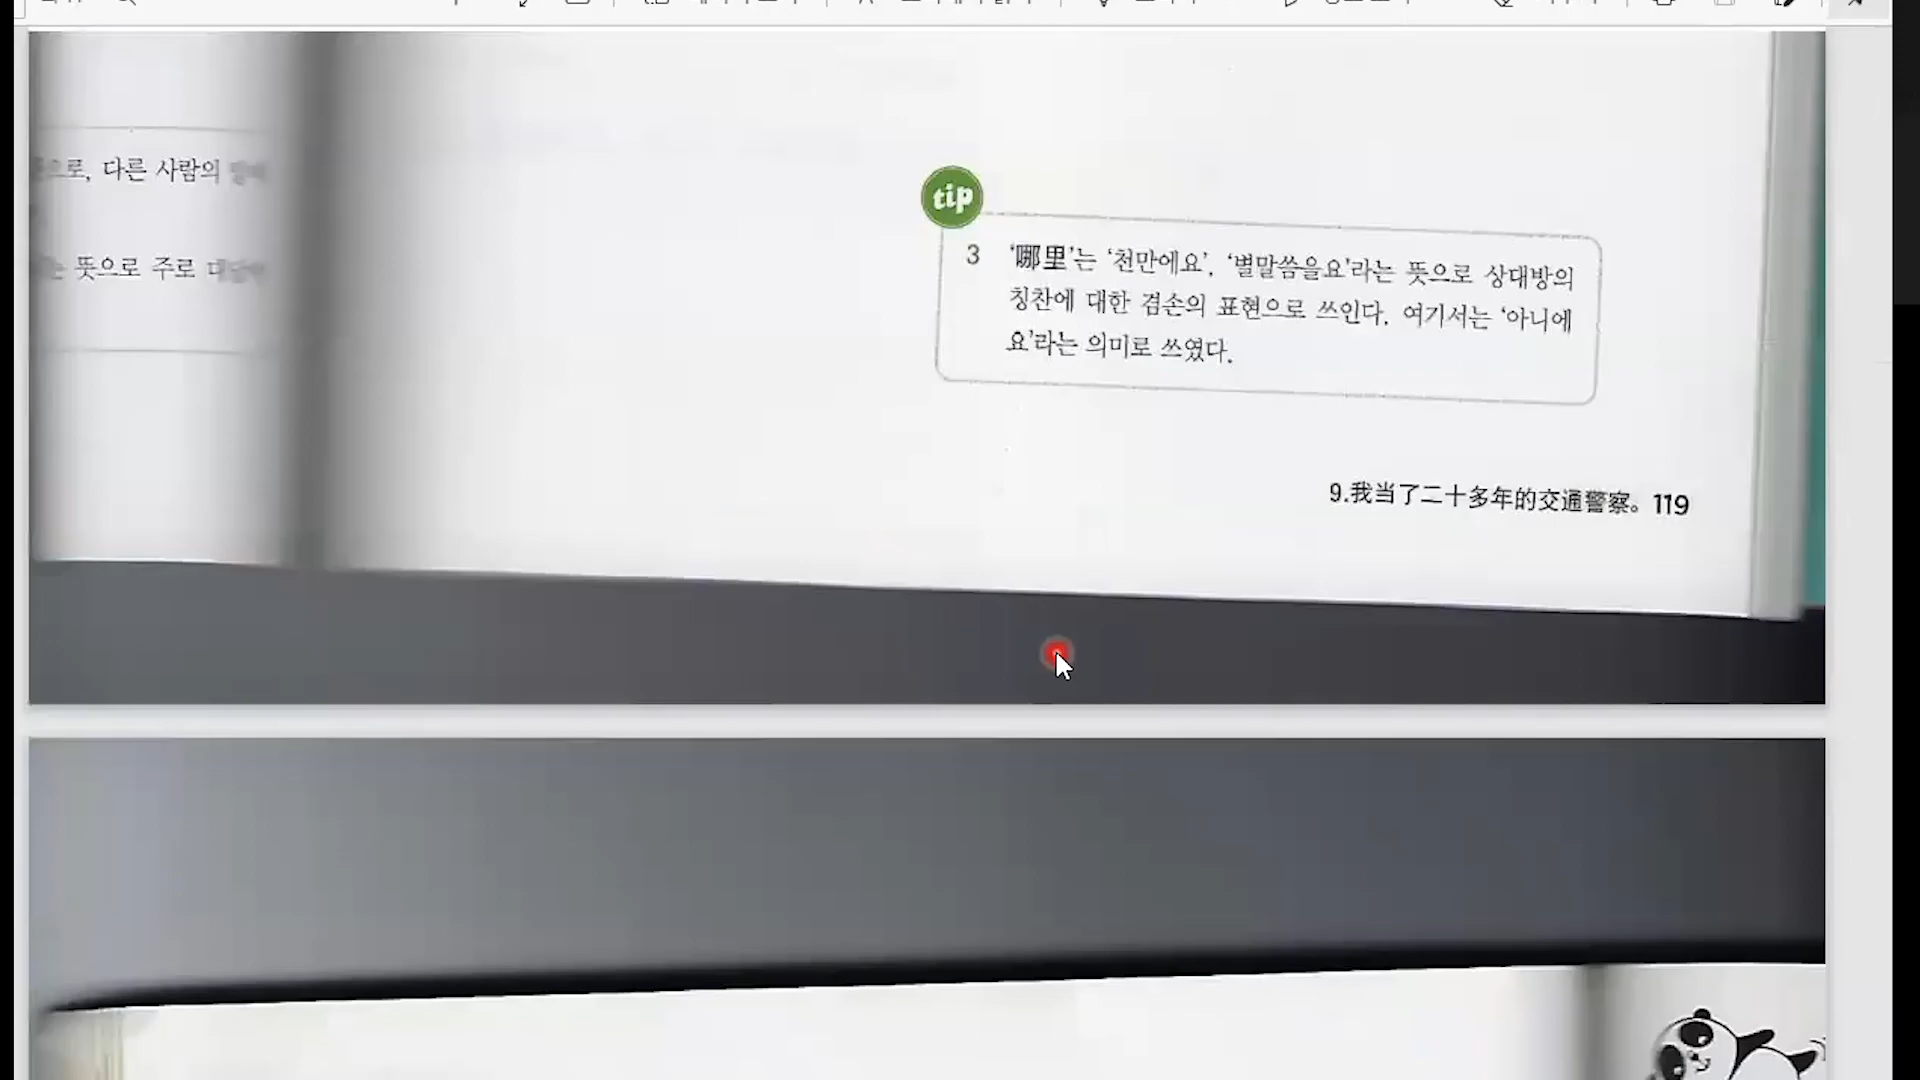 으로, 다른 사람의
뜻으로 주로
tip
3 '哪里'는 '천만에요', '별말씀을요'라는 뜻으로 상대방의
칭찬에 대한 겸손의 표현으로 쓰인다. 여기서는 '아니에
요'라는 의미로 쓰였다.
9.我当了二十多年的交通警察。119